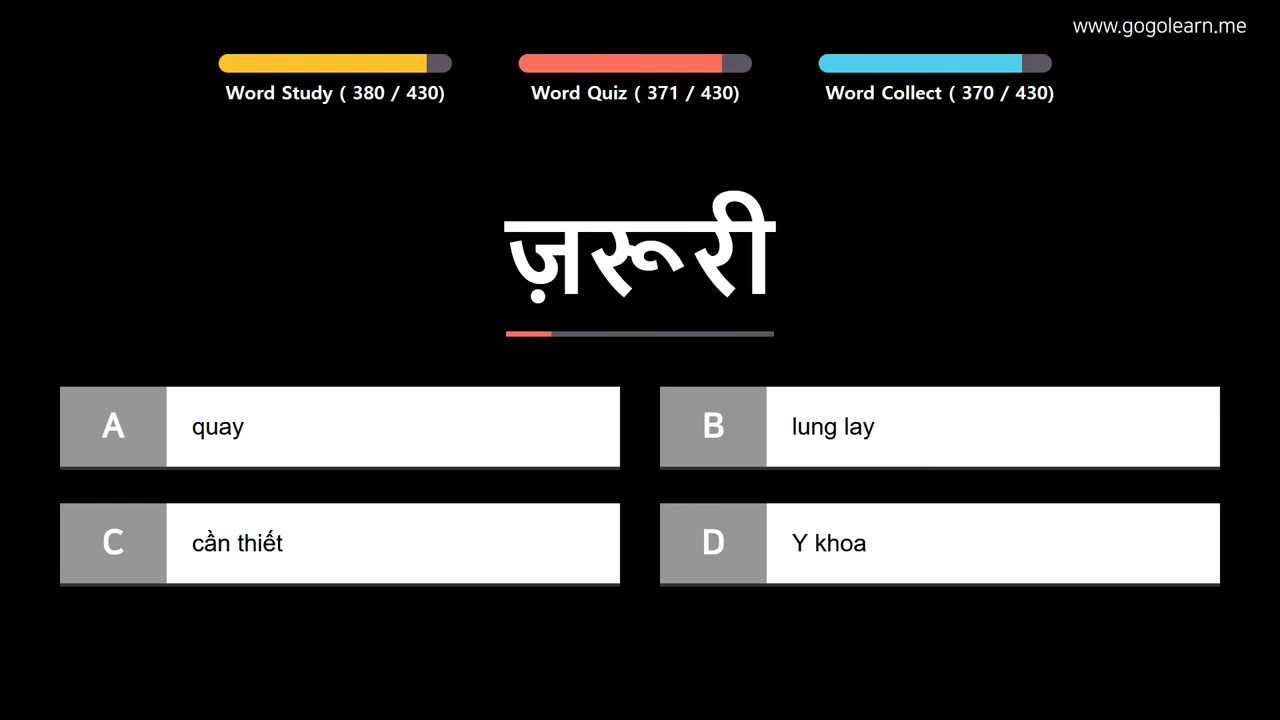 www.gogolearn.me
Word Study ( 380 / 430)
Word Quiz ( 371 / 430)
Word Collect ( 370 / 430)
ज़रूरी
A quay
B lung lay
C cần thiết
D Y khoa